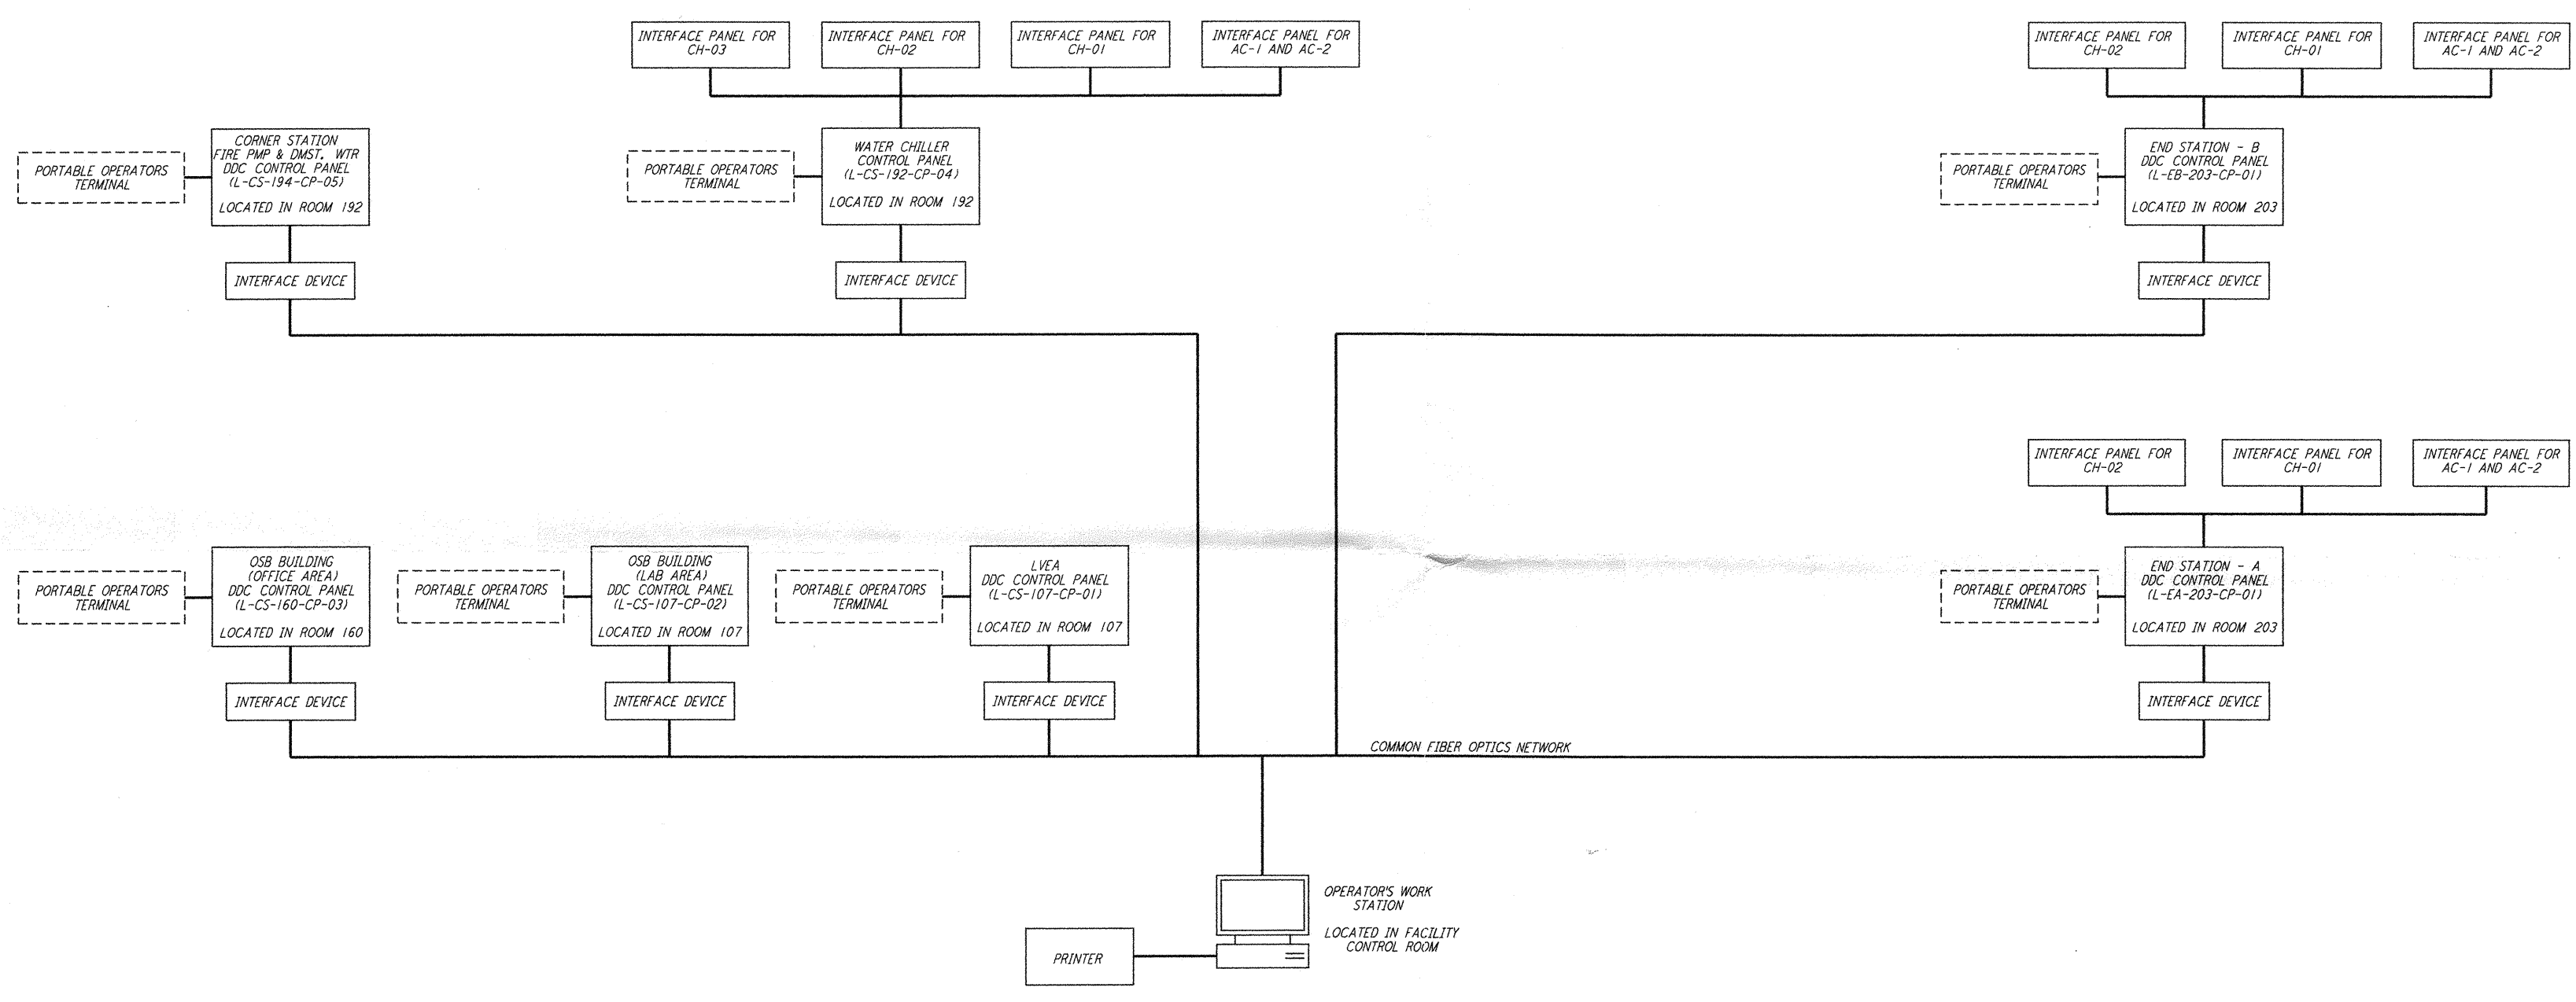 INTERFACE PANEL FOR
CH-03
INTERFACE PANEL FOR
CH-02
INTERFACE PANEL FOR
CH-01
INTERFACE PANEL FOR
AC-1 AND AC-2
INTERFACE PANEL FOR
CH-02
INTERFACE PANEL FOR
CH-01
INTERFACE PANEL FOR
AC-1 AND AC-2
PORTABLE OPERATORS
TERMINAL
CORNER STATION
FIRE PMP & DMST. WTR
DDC CONTROL PANEL
(L-CS-194-CP-05)
LOCATED IN ROOM 192
PORTABLE OPERATORS
TERMINAL
WATER CHILLER
CONTROL PANEL
(L-CS-192-CP-04)
LOCATED IN ROOM 192
PORTABLE OPERATORS
TERMINAL
END STATION - B
DDC CONTROL PANEL
(L-EB-203-CP-01)
LOCATED IN ROOM 203
INTERFACE DEVICE
INTERFACE DEVICE
INTERFACE DEVICE
INTERFACE PANEL FOR
CH-02
INTERFACE PANEL FOR
CH-01
INTERFACE PANEL FOR
AC-1 AND AC-2
PORTABLE OPERATORS
TERMINAL
OSB BUILDING
(OFFICE AREA)
DDC CONTROL PANEL
(L-CS-160-CP-03)
LOCATED IN ROOM 160
PORTABLE OPERATORS
TERMINAL
OSB BUILDING
(LAB AREA)
DDC CONTROL PANEL
(L-CS-107-CP-02)
LOCATED IN ROOM 107
PORTABLE OPERATORS
TERMINAL
LVEA
DDC CONTROL PANEL
(L-CS-107-CP-01)
LOCATED IN ROOM 107
PORTABLE OPERATORS
TERMINAL
END STATION - A
DDC CONTROL PANEL
(L-EA-203-CP-01)
LOCATED IN ROOM 203
INTERFACE DEVICE
INTERFACE DEVICE
INTERFACE DEVICE
INTERFACE DEVICE
COMMON FIBER OPTICS NETWORK
OPERATOR'S WORK
STATION
LOCATED IN FACILITY
CONTROL ROOM
PRINTER